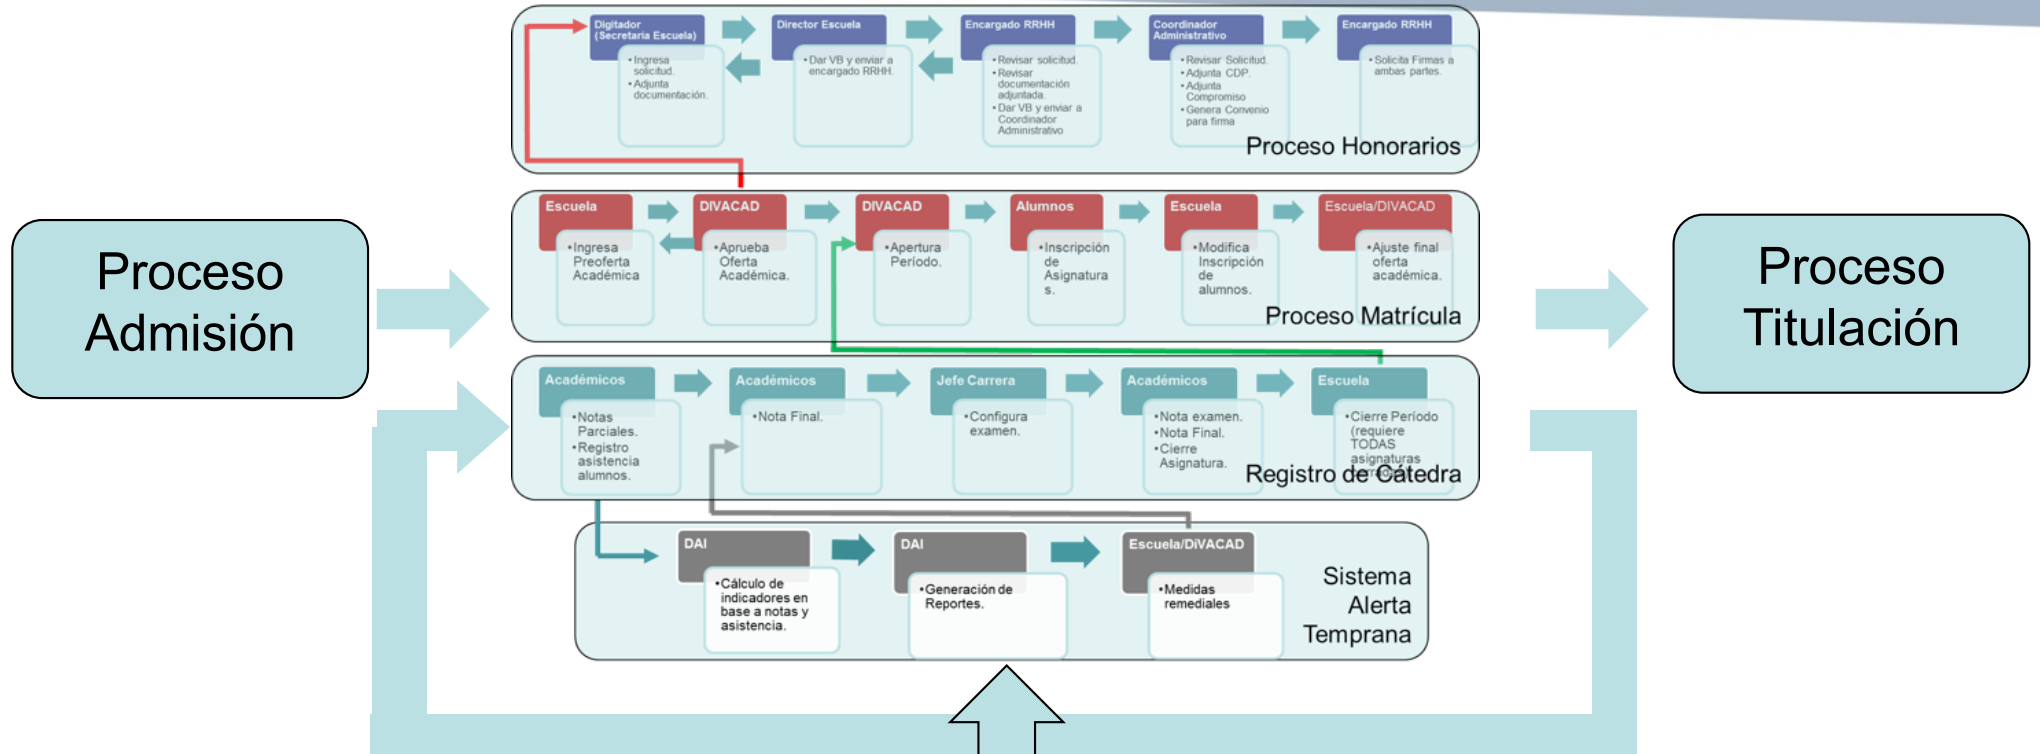 Digitador
(Secretaria Escuela)
• Ingresa
solicitud.
• Adjunta
documentación.
Director Escuela
• Dar VB y enviar a
encargado RRHH.
Encargado RRHH
• Revisar solicitud.
• Revisar
documentación
adjuntada.
• Dar VB y enviar a
Coordinador
Administrativo
Coordinador
Administrativo
• Revisar Solicitud.
• Adjunta CDP.
• Adjunta
Compromiso
• Genera Convenio
para firma
Encargado RRHH
• Solicita Firmas a
ambas partes.
Proceso Honorarios
Proceso
Admisión
Escuela
• Ingresa
Preoferta
Académica
DIVACAD
• Aprueba
Oferta
Académica.
DIVACAD
• Apertura
Período.
Alumnos
• Inscripción
de
Asignatura
s.
Escuela
• Modifica
Inscripción
de
alumnos.
Escuela/DIVACAD
• Ajuste final
oferta
académica.
Proceso Matrícula
Proceso
Titulación
Académicos
• Notas
Parciales.
• Registro
asistencia
alumnos.
Académicos
• Nota Final.
Jefe Carrera
• Configura
examen.
Académicos
• Nota examen.
• Nota Final.
• Cierre
Asignatura.
Escuela
• Cierre Período
(requiere
TODAS
asignaturas
Registro de Cátedra
DAI
• Cálculo de
indicadores en
base a notas y
asistencia.
DAI
• Generación de
Reportes.
Escuela/DiVACAD
• Medidas
remediales
Sistema
Alerta
Temprana